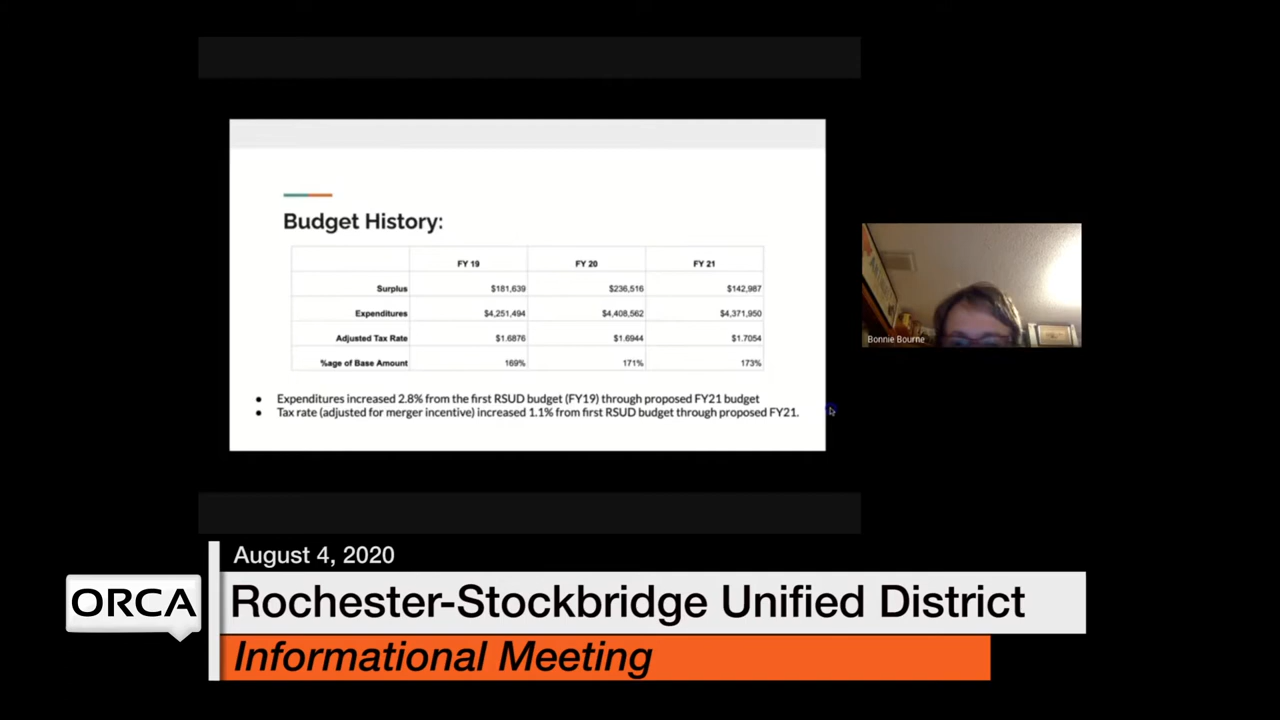 Budget History:
FY 19 FY 20 FY 21
Surplus $181,639 $236,516 $142,987
Expenditures $4,251,494 $4,408,562 $4,371,950
Adjusted Tax Rate $1.6876 $1.6944 $1.7054
%age of Base Amount 169% 171% 173%
● Expenditures increased 2.8% from the first RSUD budget (FY19) through proposed FY21 budget
● Tax rate (adjusted for merger incentive) increased 1.1% from first RSUD budget through proposed FY21.
Bonnie Bourne
August 4, 2020
ORCA
Rochester-Stockbridge Unified District
Informational Meeting